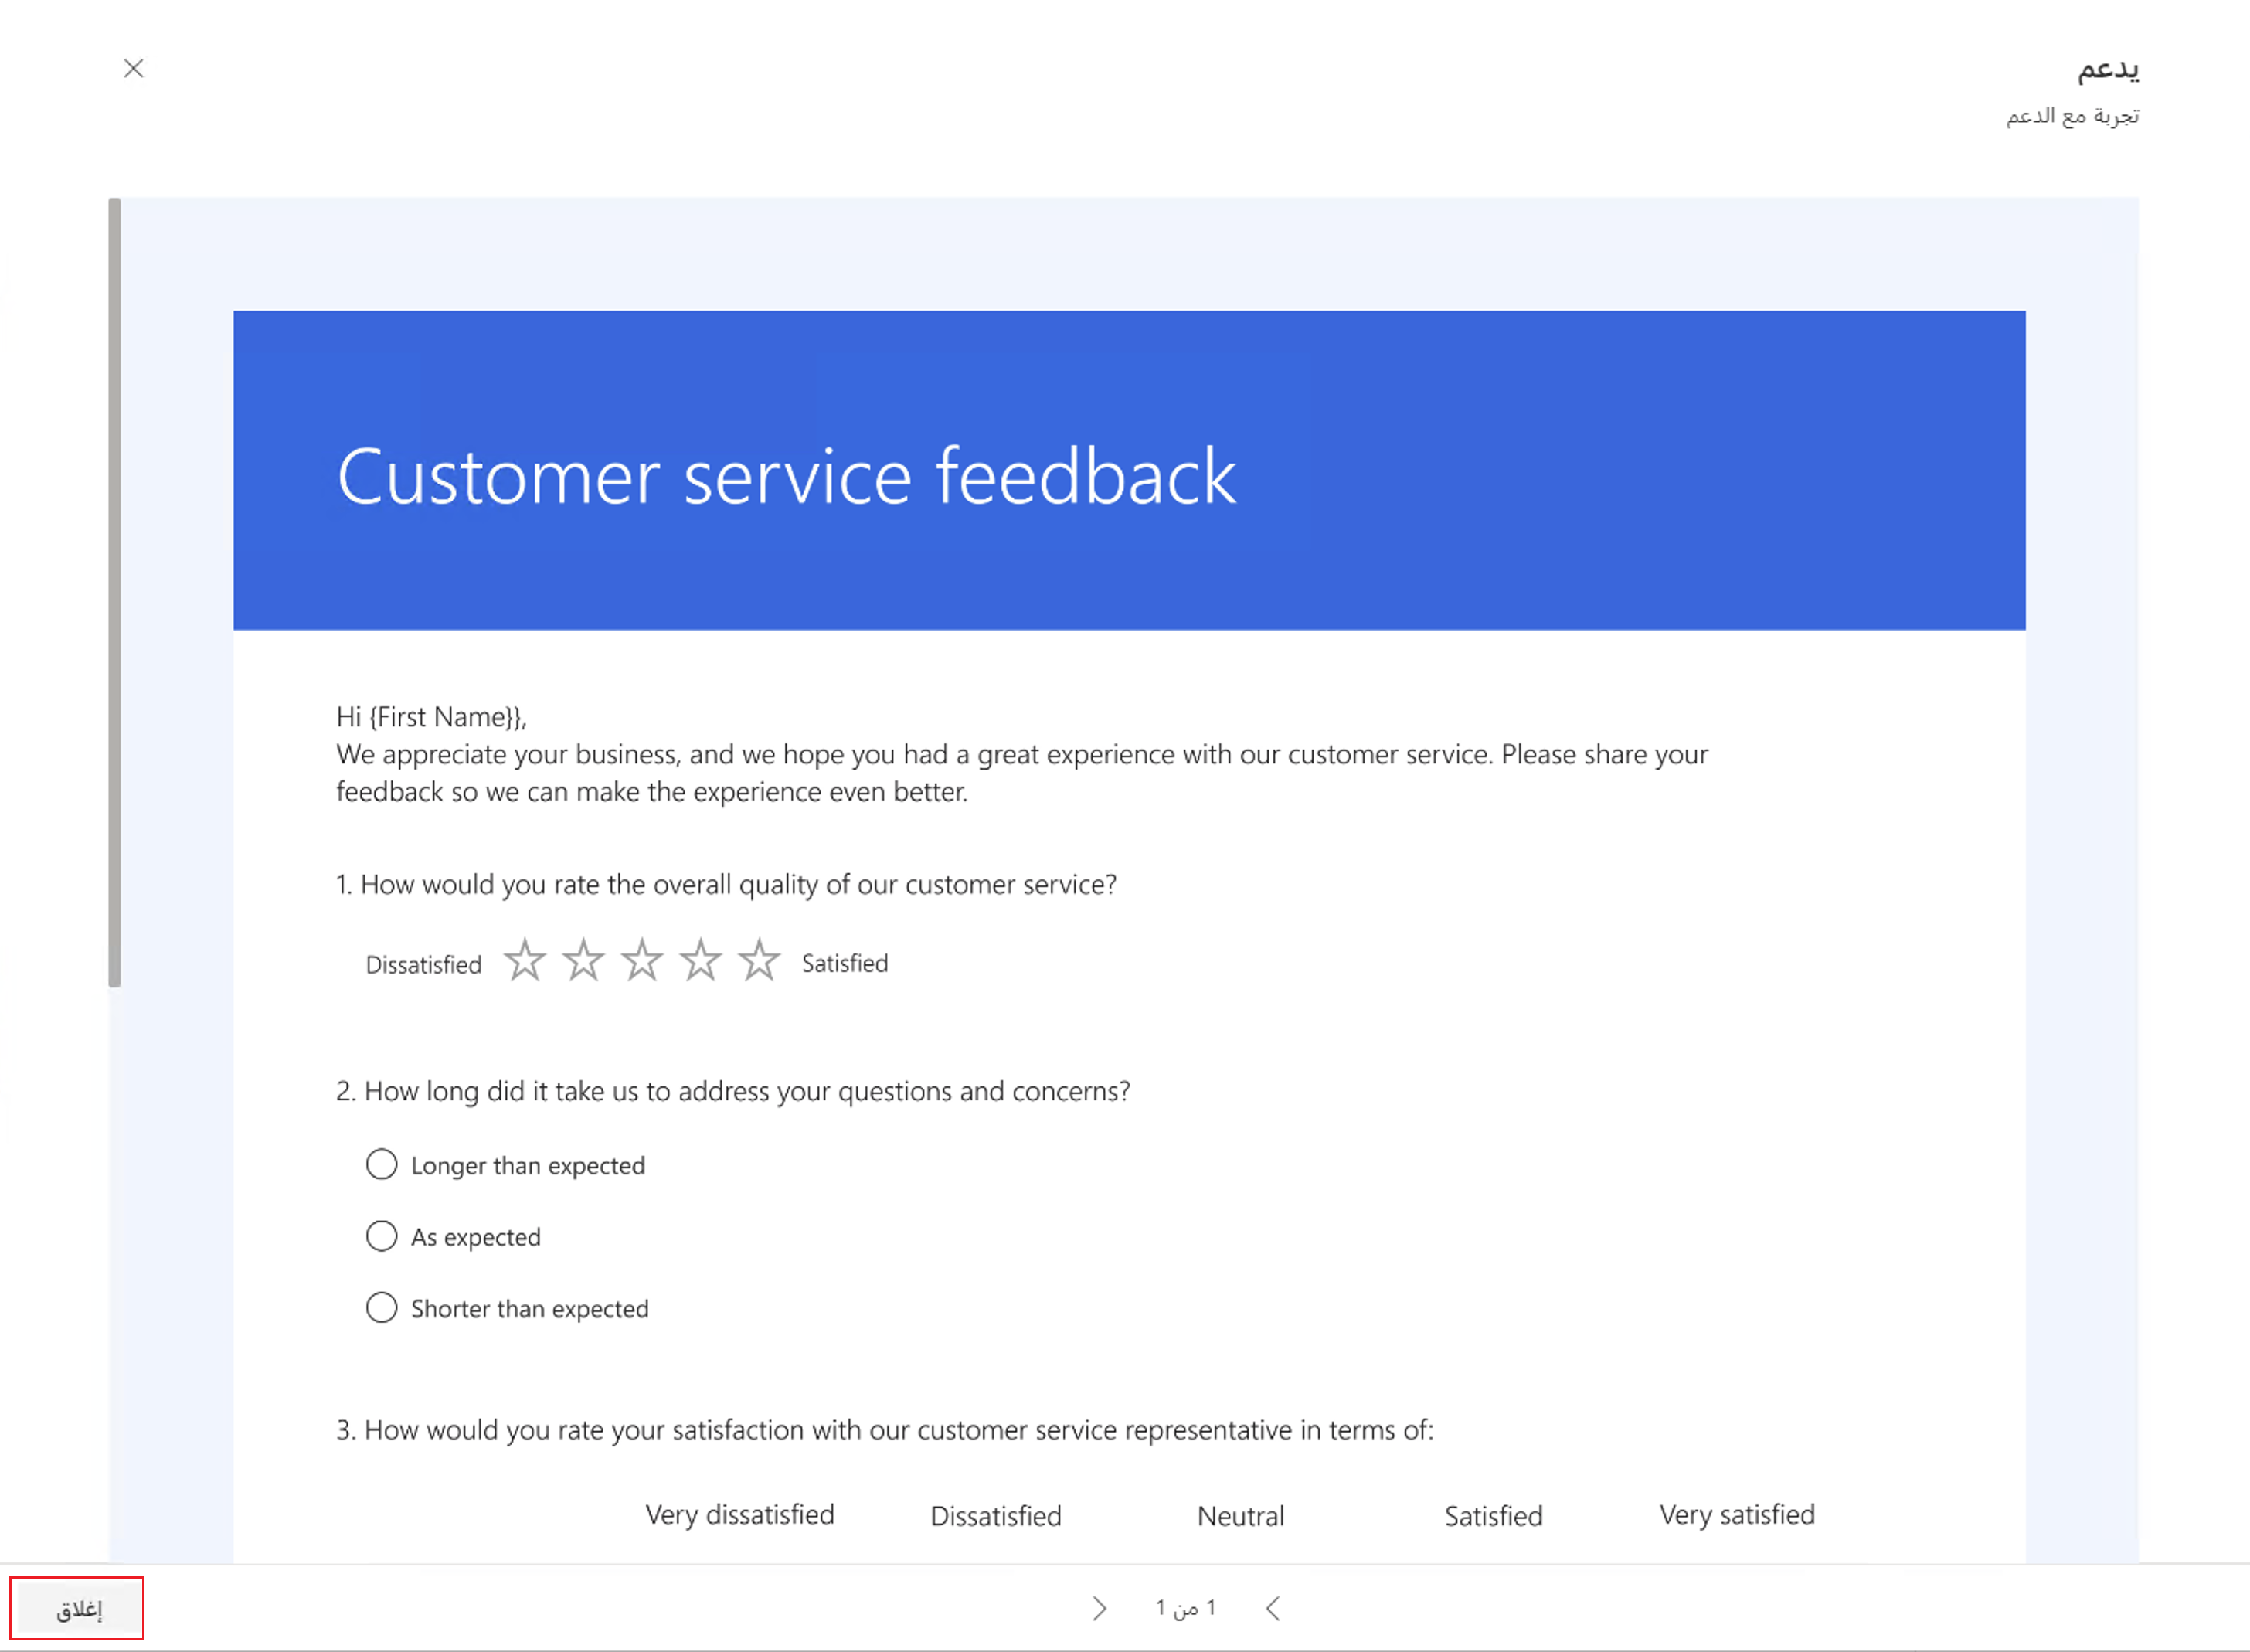 يدعم
تجربة مع الدعم
Customer service feedback
Hi {First Name}},
We appreciate your business, and we hope you had a great experience with our customer service. Please share your
feedback so we can make the experience even better.
1. How would you rate the overall quality of our customer service?
Dissatisfied Satisfied
2. How long did it take us to address your questions and concerns?
Longer than expected
As expected
Shorter than expected
3. How would you rate your satisfaction with our customer service representative in terms of:
Very dissatisfied Dissatisfied Neutral Satisfied Very satisfied
1 من 1
إغلاق